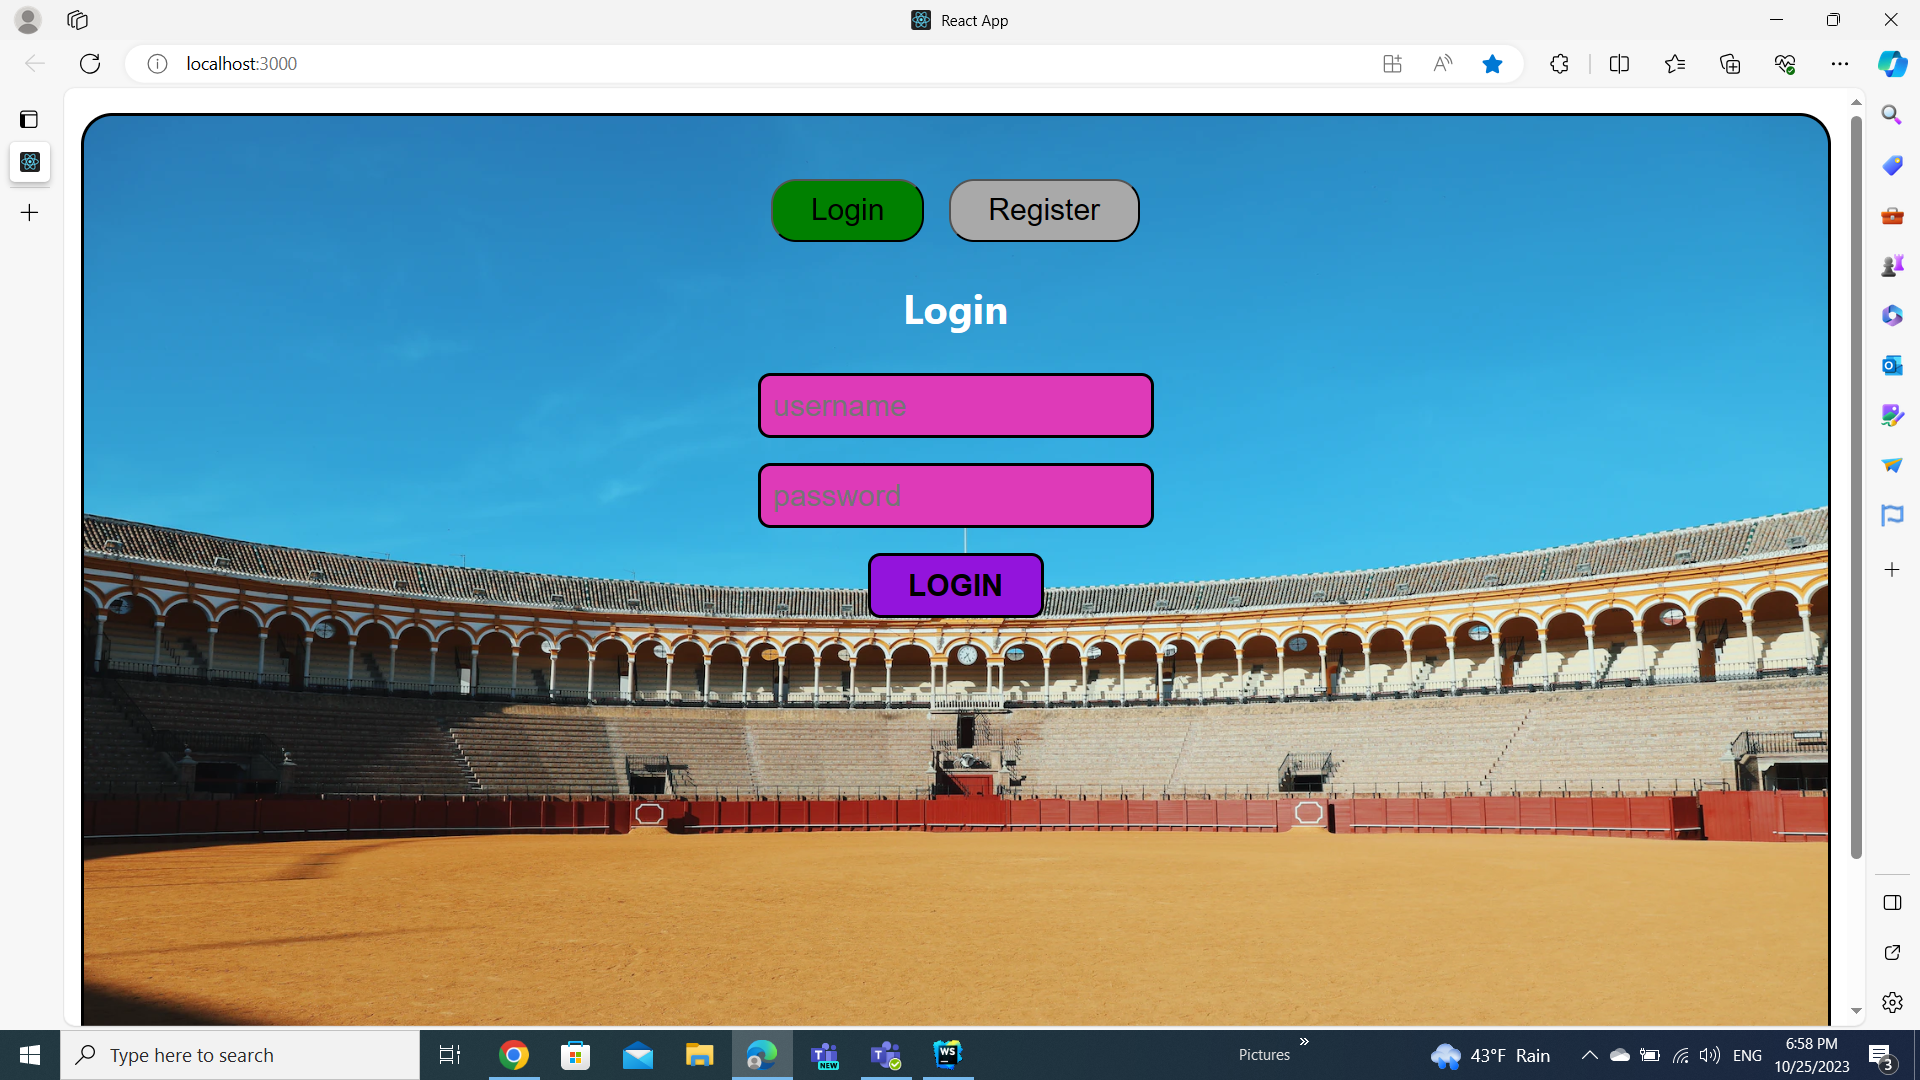 React App
localhost:3000
Login
Register
Login
username
password
LOGIN
Type here to search
NEW
WS
Pictures
43°F Rain
ENG
6:58 PM
10/25/2023
3